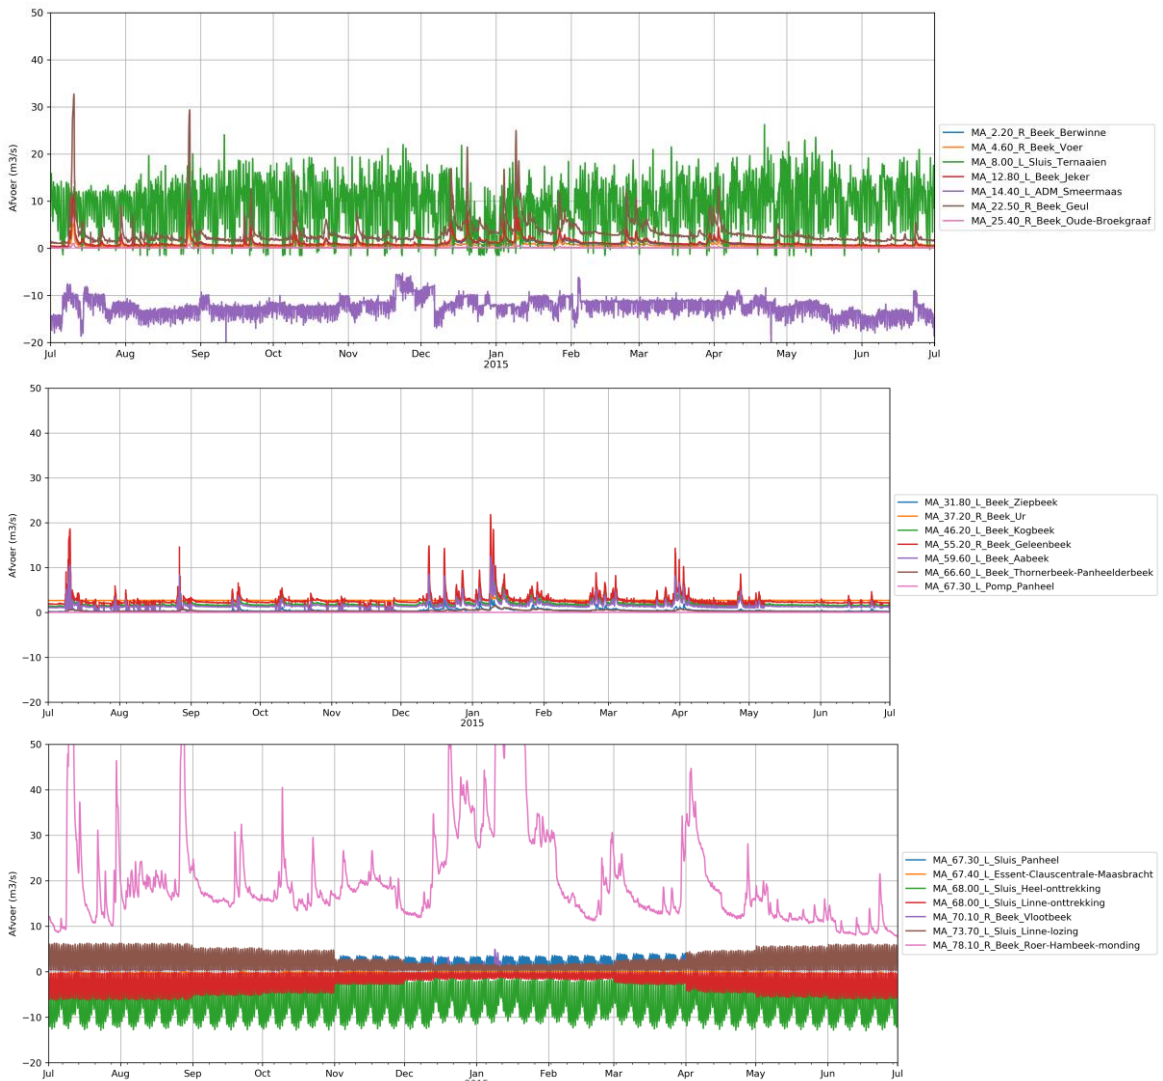 50
40
30
20
10
0
−10
−20
Afvoer (m3/s)
Jul Aug Sep Oct Nov Dec Jan Feb Mar Apr May Jun Jul
2015
MA_2.20_R_Beek_Berwinne
MA_4.60_R_Beek_Voer
MA_8.00_L_Sluis_Ternaaien
MA_12.80_L_Beek_Jeker
MA_14.40_L_ADM_Smeermaas
MA_22.50_R_Beek_Geul
MA_25.40_R_Beek_Oude-Broekgraaf
50
40
30
20
10
0
−10
−20
Afvoer (m3/s)
Jul Aug Sep Oct Nov Dec Jan Feb Mar Apr May Jun Jul
2015
MA_31.80_L_Beek_Ziepbeek
MA_37.20_R_Beek_Ur
MA_46.20_L_Beek_Kogbeek
MA_55.20_R_Beek_Geleenbeek
MA_59.60_L_Beek_Aabeek
MA_66.60_L_Beek_Thornerbeek-Panheelderbeek
MA_67.30_L_Pomp_Panheel
50
40
30
20
10
0
−10
−20
Afvoer (m3/s)
Jul Aug Sep Oct Nov Dec Jan Feb Mar Apr May Jun Jul
2015
MA_67.30_L_Sluis_Panheel
MA_67.40_L_Essent-Clauscentrale-Maasbracht
MA_68.00_L_Sluis_Heel-onttrekking
MA_68.00_L_Sluis_Linne-onttrekking
MA_70.10_R_Beek_Vlootbeek
MA_73.70_L_Sluis_Linne-lozing
MA_78.10_R_Beek_Roer-Hambeek-monding